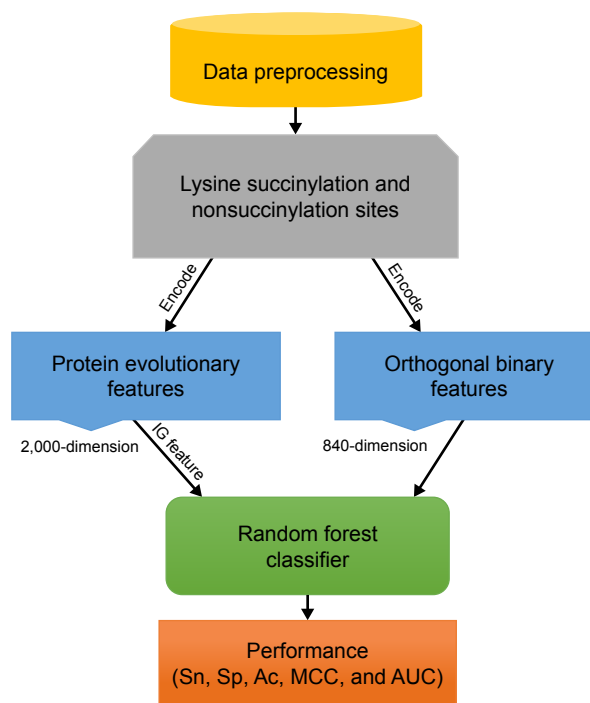 Data preprocessing
Lysine succinylation and
nonsuccinylation sites
Encode
Encode
Protein evolutionary
features
Orthogonal binary
features
2,000-dimension
IG feature
840-dimension
Random forest
classifier
Performance
(Sn, Sp, Ac, MCC, and AUC)